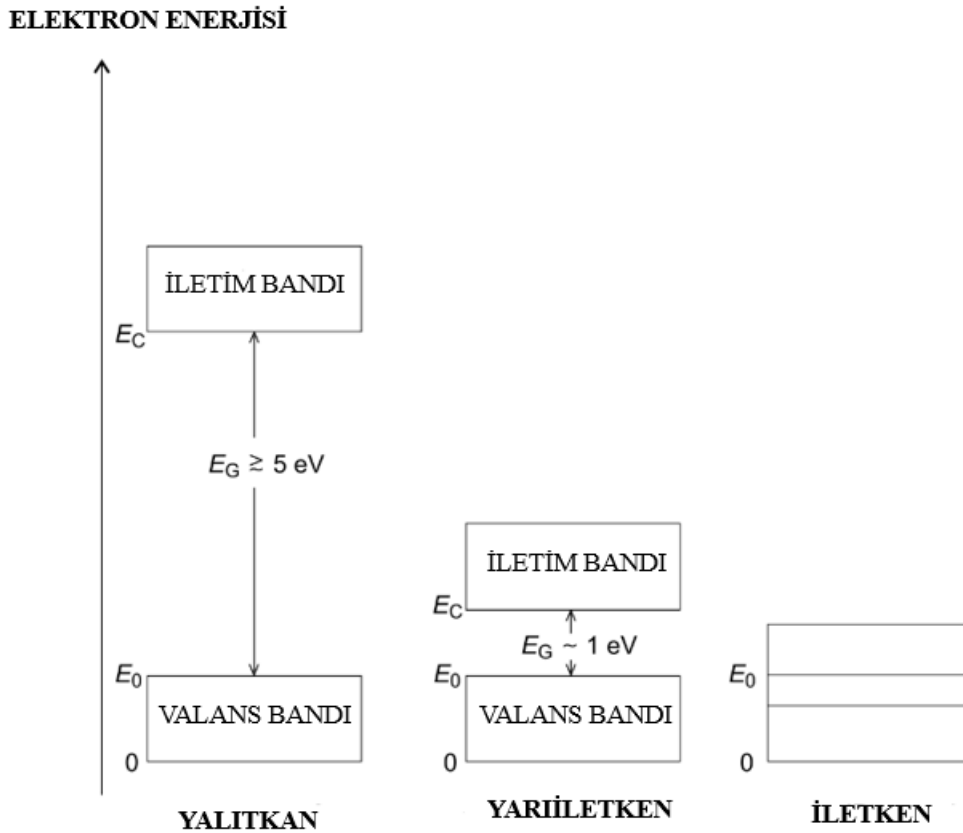 ELEKTRON ENERJİSİ
İLETİM BANDI
E_C
E_G ≳ 5 eV
E_0
VALANS BANDI
0
YALITKAN
İLETİM BANDI
E_C
E_G ~ 1 eV
E_0
VALANS BANDI
0
YARIİLETKEN
E_0
0
İLETKEN